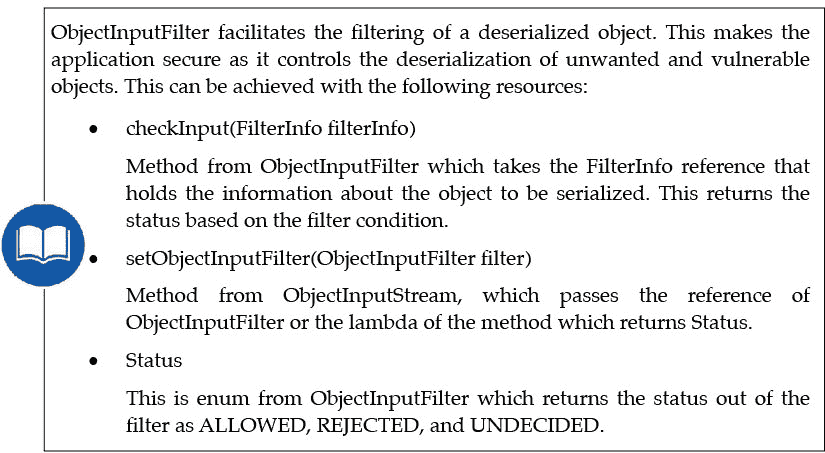 ObjectInputFilter facilitates the filtering of a deserialized object. This makes the
application secure as it controls the deserialization of unwanted and vulnerable
objects. This can be achieved with the following resources:
• checkInput(FilterInfo filterInfo)
Method from ObjectInputFilter which takes the FilterInfo reference that
holds the information about the object to be serialized. This returns the
status based on the filter condition.
• setObjectInputFilter(ObjectInputFilter filter)
Method from ObjectInputStream, which passes the reference of
ObjectInputFilter or the lambda of the method which returns Status.
• Status
This is enum from ObjectInputFilter which returns the status out of the
filter as ALLOWED, REJECTED, and UNDECIDED.